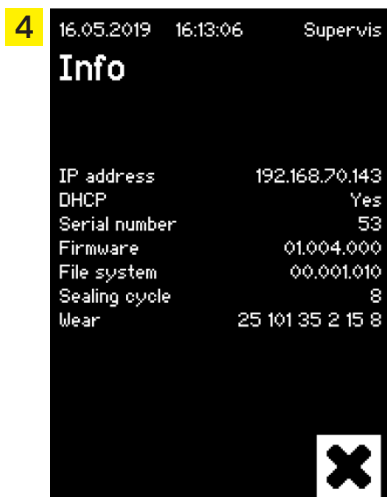 4
16.05.2019 16:13:06 Supervis
Info
IP address 192.168.70.143
DHCP Yes
Serial number 53
Firmware 01.004.000
File system 00.001.010
Sealing cycle 8
Wear 25 101 35 2 15 8